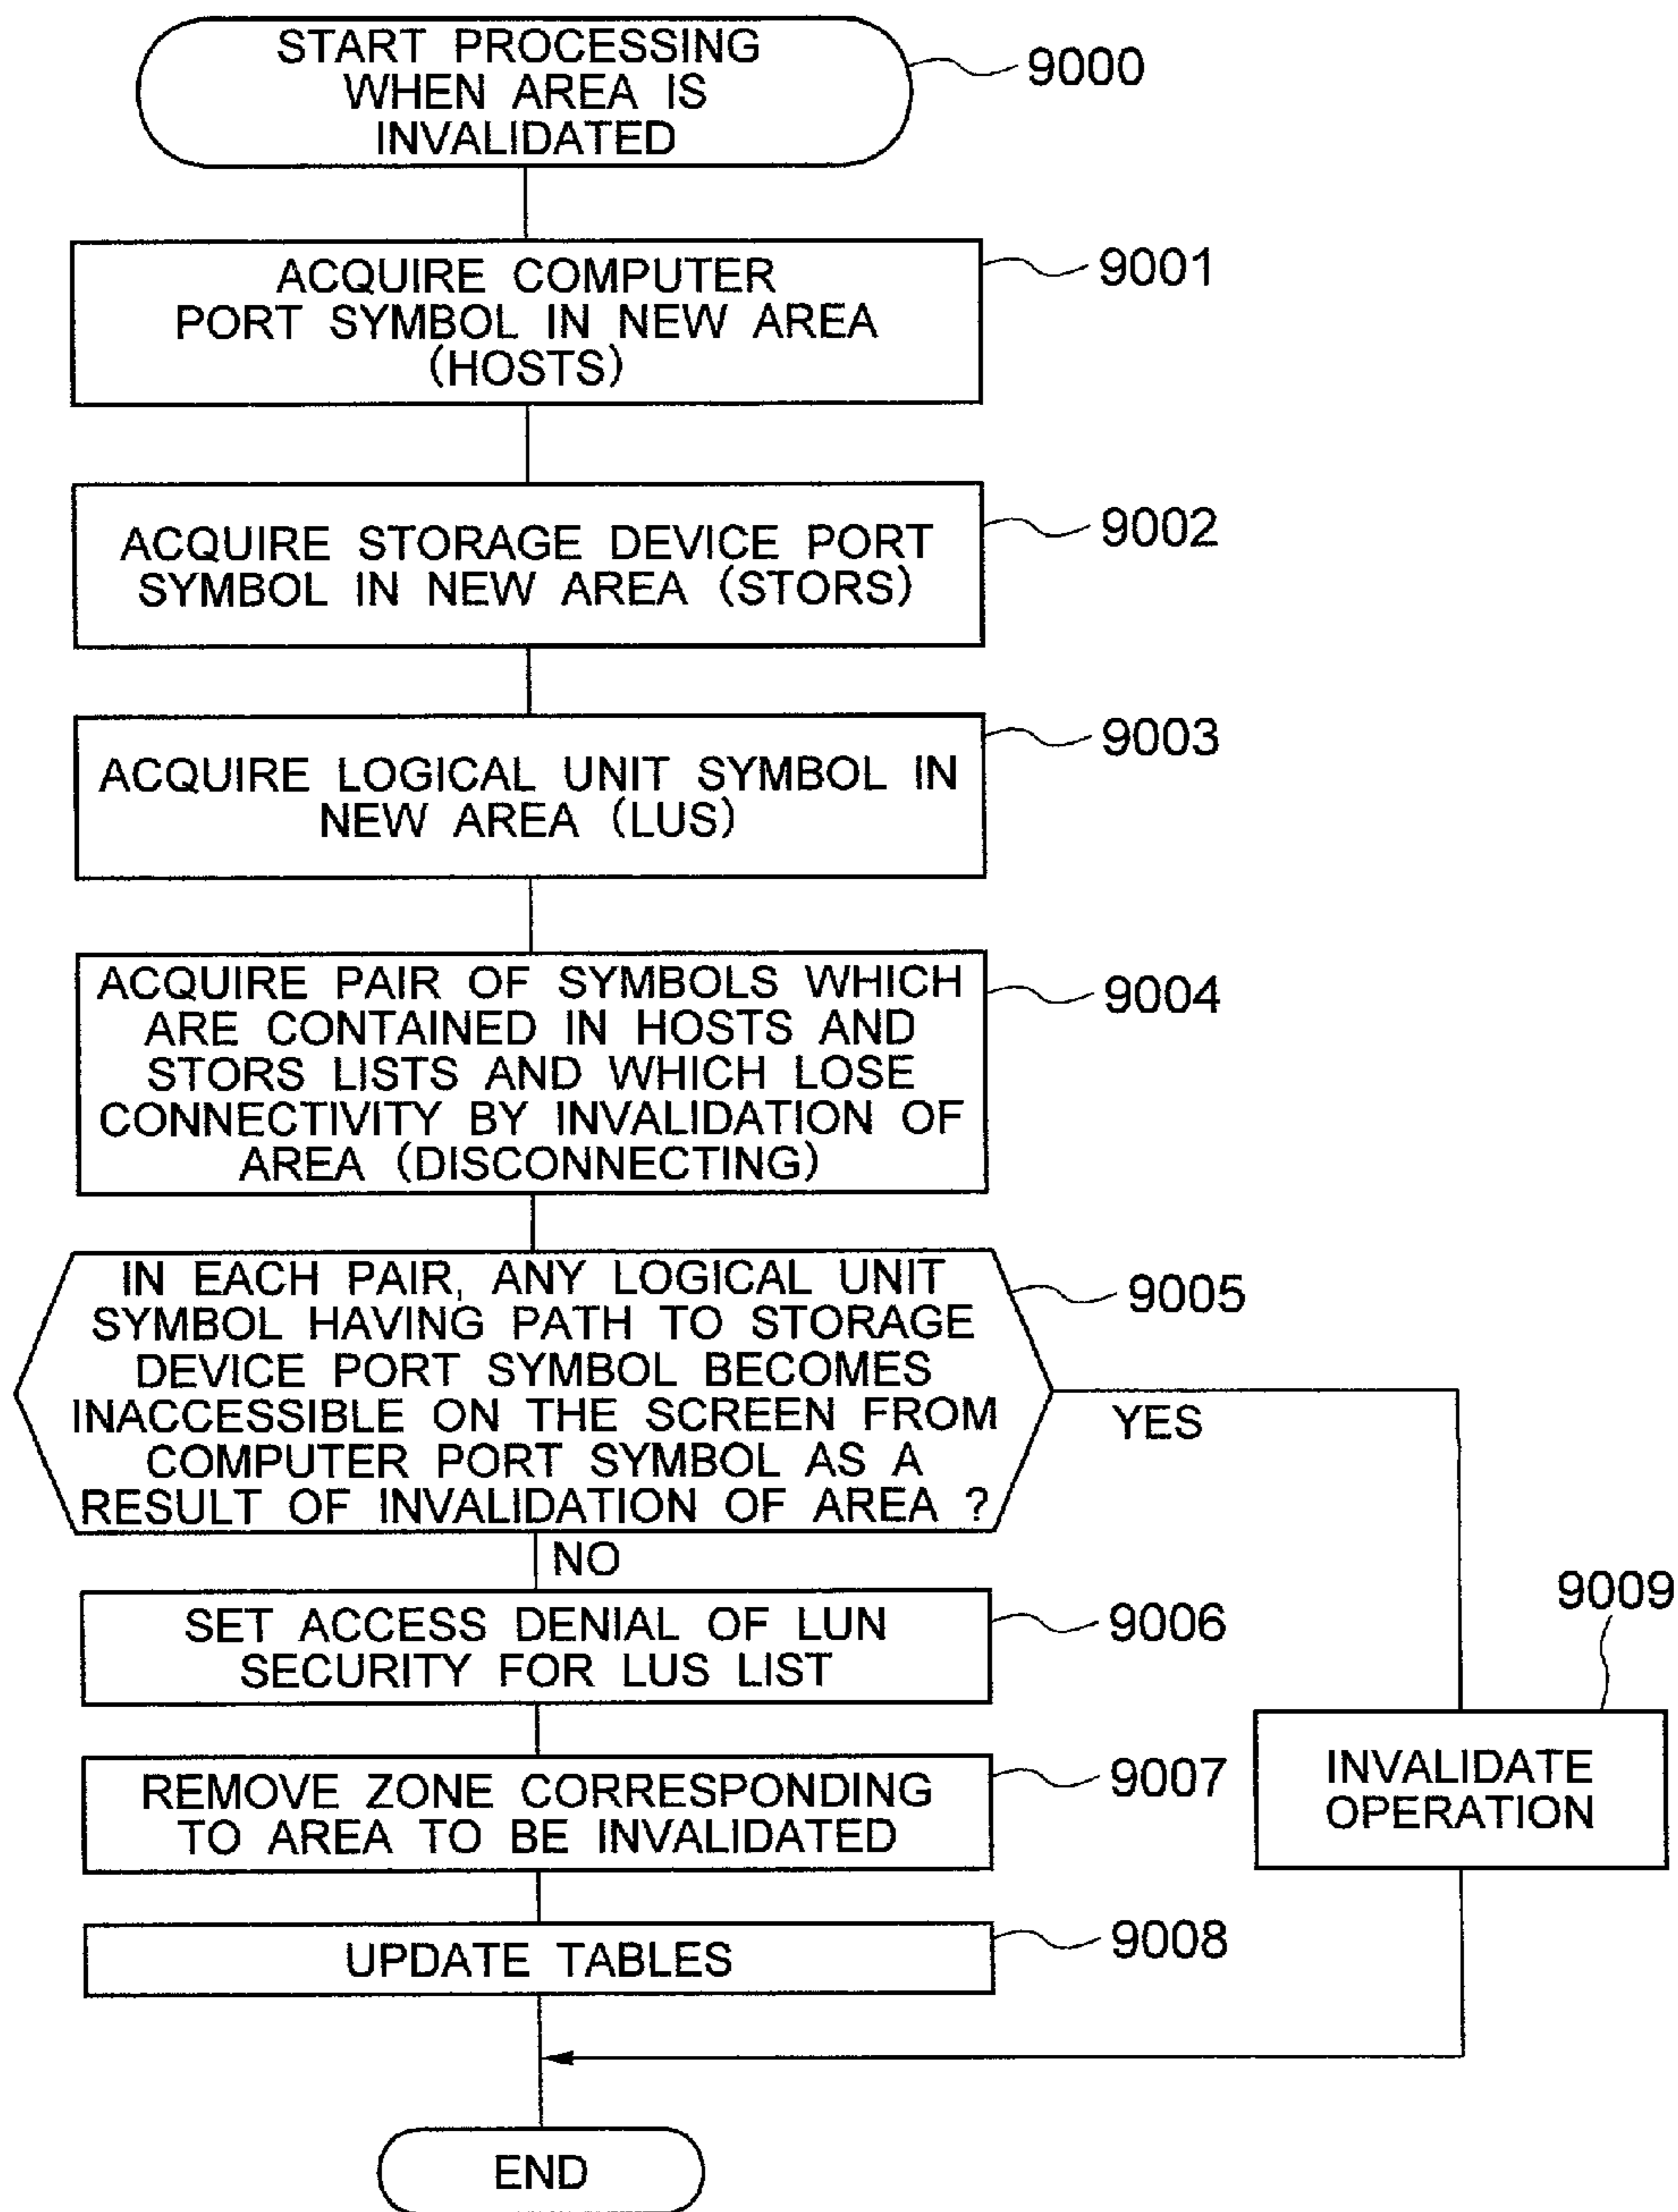 START PROCESSING
WHEN AREA IS
INVALIDATED
9000
ACQUIRE COMPUTER
PORT SYMBOL IN NEW AREA
(HOSTS)
9001
ACQUIRE STORAGE DEVICE PORT
SYMBOL IN NEW AREA (STORS)
9002
ACQUIRE LOGICAL UNIT SYMBOL IN
NEW AREA (LUS)
9003
ACQUIRE PAIR OF SYMBOLS WHICH
ARE CONTAINED IN HOSTS AND
STORS LISTS AND WHICH LOSE
CONNECTIVITY BY INVALIDATION OF
AREA (DISCONNECTING)
9004
IN EACH PAIR, ANY LOGICAL UNIT
SYMBOL HAVING PATH TO STORAGE
DEVICE PORT SYMBOL BECOMES
INACCESSIBLE ON THE SCREEN FROM
COMPUTER PORT SYMBOL AS A
RESULT OF INVALIDATION OF AREA ?
9005
YES
NO
SET ACCESS DENIAL OF LUN
SECURITY FOR LUS LIST
9006
9009
INVALIDATE
OPERATION
REMOVE ZONE CORRESPONDING
TO AREA TO BE INVALIDATED
9007
UPDATE TABLES
9008
END